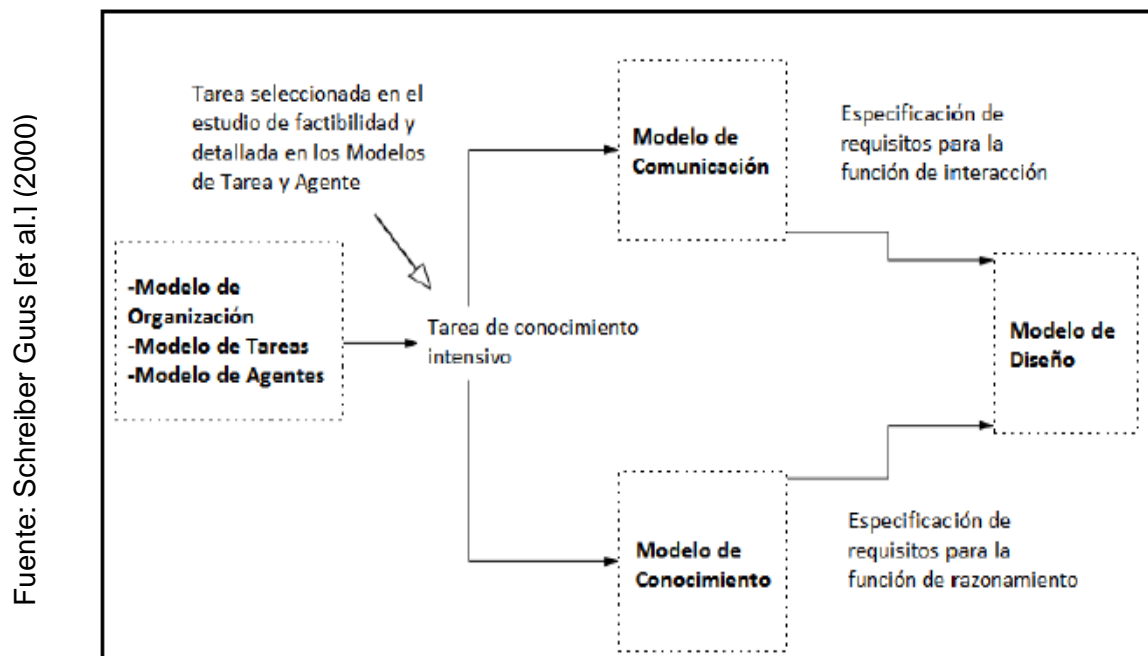 Fuente: Schreiber Guus [et al.] (2000)
Tarea seleccionada en el
estudio de factibilidad y
detallada en los Modelos
de Tarea y Agente
-Modelo de
Organización
-Modelo de Tareas
-Modelo de Agentes
Tarea de conocimiento
intensivo
Modelo de
Comunicación
Especificación de
requisitos para la
función de interacción
Modelo de
Diseño
Modelo de
Conocimiento
Especificación de
requisitos para la
función de razonamiento